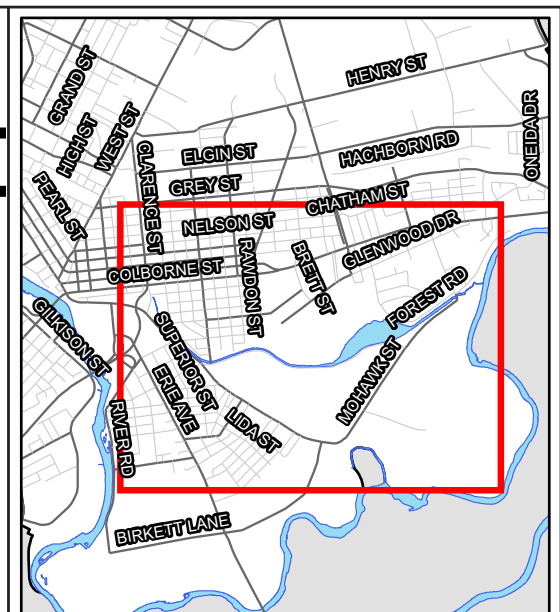 HENRY ST
GRAND ST
HIGH ST
WEST ST
ONEIDA DR
ELGIN ST
HACHBORN RD
CLARENCE ST
GREY ST
PEARL ST
CHATHAM ST
NELSON ST
GLENWOOD DR
COLBORNE ST
RAWDON ST
BRETT ST
FOREST RD
GILKISON ST
SUPERIOR ST
ERIE AVE
MOHAWK ST
LIDA ST
RIVER RD
BIRKETT LANE